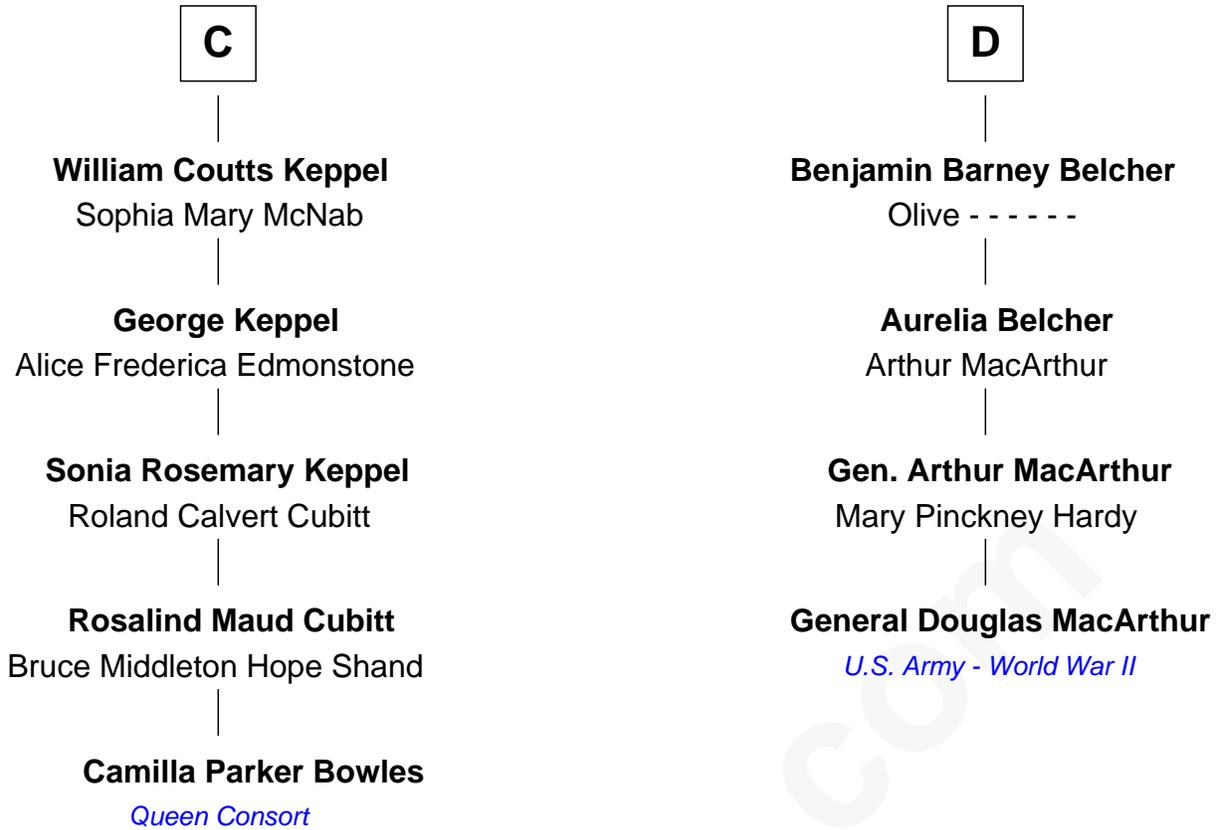 C
William Coutts Keppel
Sophia Mary McNab
George Keppel
Alice Frederica Edmonstone
Sonia Rosemary Keppel
Roland Calvert Cubitt
Rosalind Maud Cubitt
Bruce Middleton Hope Shand
Camilla Parker Bowles
Queen Consort
D
Benjamin Barney Belcher
Olive - - - - - -
Aurelia Belcher
Arthur MacArthur
Gen. Arthur MacArthur
Mary Pinckney Hardy
General Douglas MacArthur
U.S. Army - World War II
com